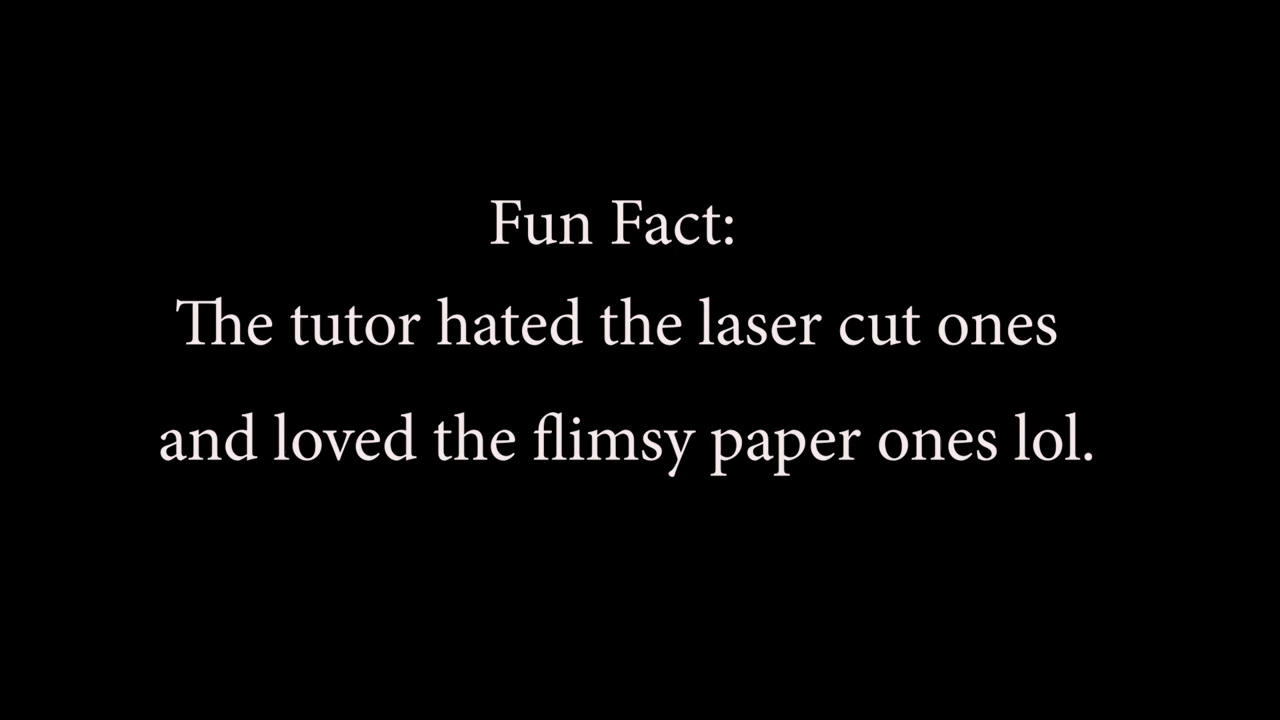 Fun Fact:
The tutor hated the laser cut ones
and loved the flimsy paper ones lol.